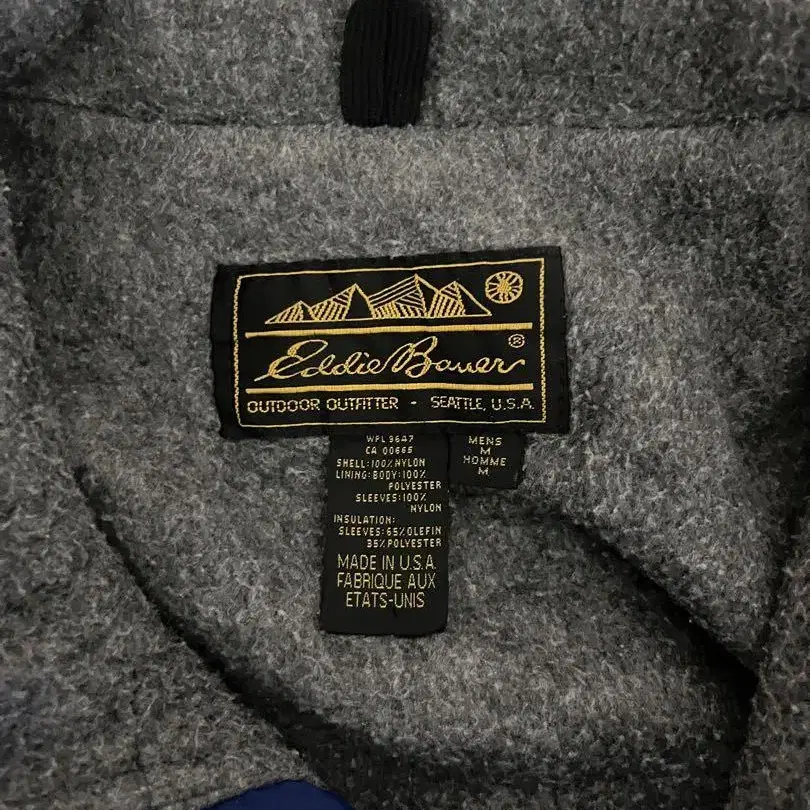 Eddie Bauer®
OUTDOOR OUTFITTER - SEATTLE, U.S.A.
WPL 9647
CA 00665
SHELL:100% NYLON
LINING:BODY:100%
POLYESTER
SLEEVES:100%
NYLON
INSULATION:
SLEEVES:65%OLEFIN
35%POLYESTER
MADE IN U.S.A.
FABRIQUE AUX
ETATS-UNIS
MENS
M
HOMME
M